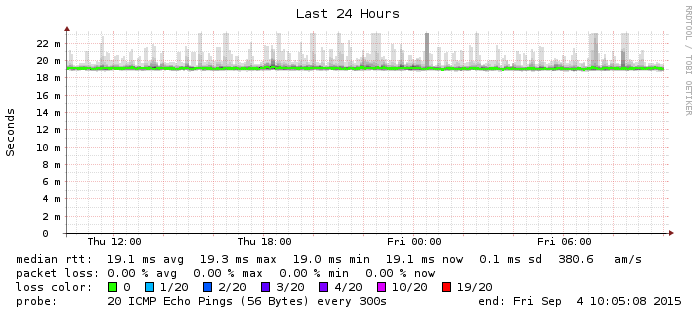 Last 24 Hours
RRDTOOL / TOBI OETIKER
Seconds
22 m
20 m
18 m
16 m
14 m
12 m
10 m
8 m
6 m
4 m
2 m
0
Thu 12:00 Thu 18:00 Fri 00:00 Fri 06:00
median rtt: 19.1 ms avg 19.3 ms max 19.0 ms min 19.1 ms now 0.1 ms sd 380.6 am/s
packet loss: 0.00 % avg 0.00 % max 0.00 % min 0.00 % now
loss color: 0 1/20 2/20 3/20 4/20 10/20 19/20
probe: 20 ICMP Echo Pings (56 Bytes) every 300s end: Fri Sep 4 10:05:08 2015